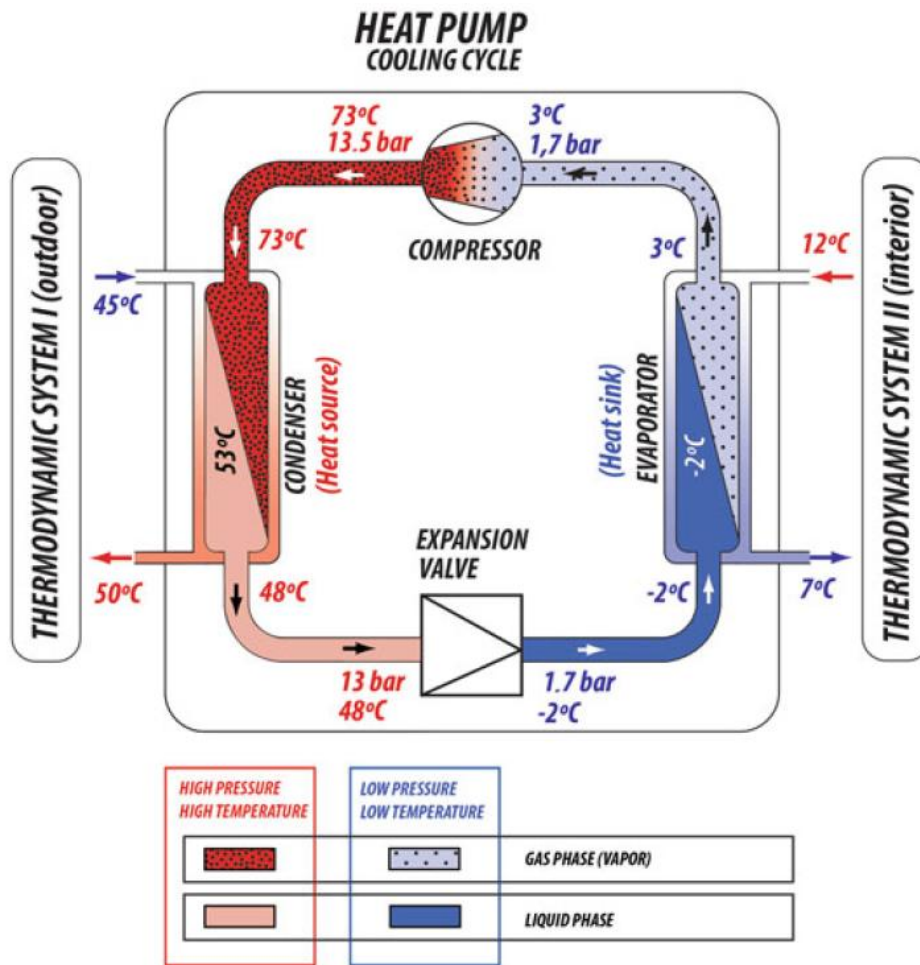 HEAT PUMP
COOLING CYCLE
73ºC
13.5 bar
3ºC
1,7 bar
COMPRESSOR
73ºC
3ºC
12ºC
45ºC
THERMODYNAMIC SYSTEM I (outdoor)
53ºC
CONDENSER
(Heat source)
(Heat sink)
EVAPORATOR
-2ºC
THERMODYNAMIC SYSTEM II (interior)
EXPANSION
VALVE
50ºC
48ºC
-2ºC
7ºC
13 bar
48ºC
1.7 bar
-2ºC
HIGH PRESSURE
HIGH TEMPERATURE
LOW PRESSURE
LOW TEMPERATURE
GAS PHASE (VAPOR)
LIQUID PHASE